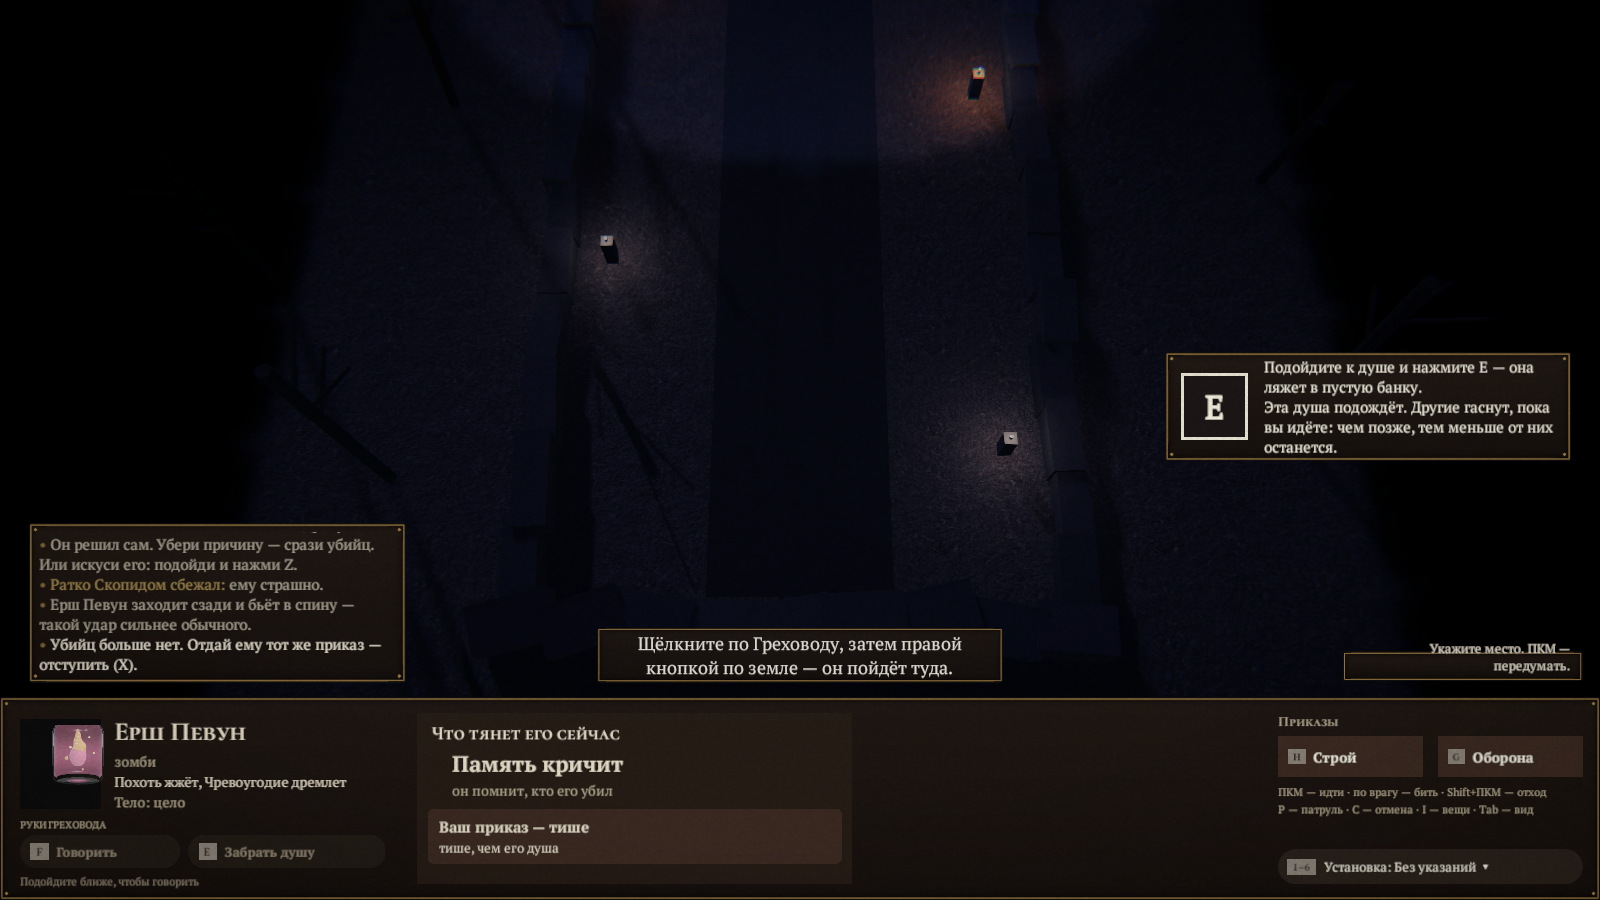 E
Подойдите к душе и нажмите E — она
ляжет в пустую банку.
Эта душа подождёт. Другие гаснут, пока
вы идёте: чем позже, тем меньше от них
останется.
• Он решил сам. Убери причину — срази убийц.
Или искуси его: подойди и нажми Z.
• Ратко Скопидом сбежал: ему страшно.
• Ерш Певун заходит сзади и бьёт в спину —
такой удар сильнее обычного.
• Убийц больше нет. Отдай ему тот же приказ —
отступить (X).
Щёлкните по Греховоду, затем правой
кнопкой по земле — он пойдёт туда.
Укажите место. ПКМ —
передумать.
Ерш Певун
зомби
Похоть жжёт, Чревоугодие дремлет
Тело: цело
РУКИ ГРЕХОВОДА
F Говорить
E Забрать душу
Подойдите ближе, чтобы говорить
Что тянет его сейчас
Память кричит
он помнит, кто его убил
Ваш приказ — тише
тише, чем его душа
Приказы
H Строй
G Оборона
ПКМ — идти · по врагу — бить · Shift+ПКМ — отход
P — патруль · C — отмена · I — вещи · Tab — вид
1–6 Установка: Без указаний ▾